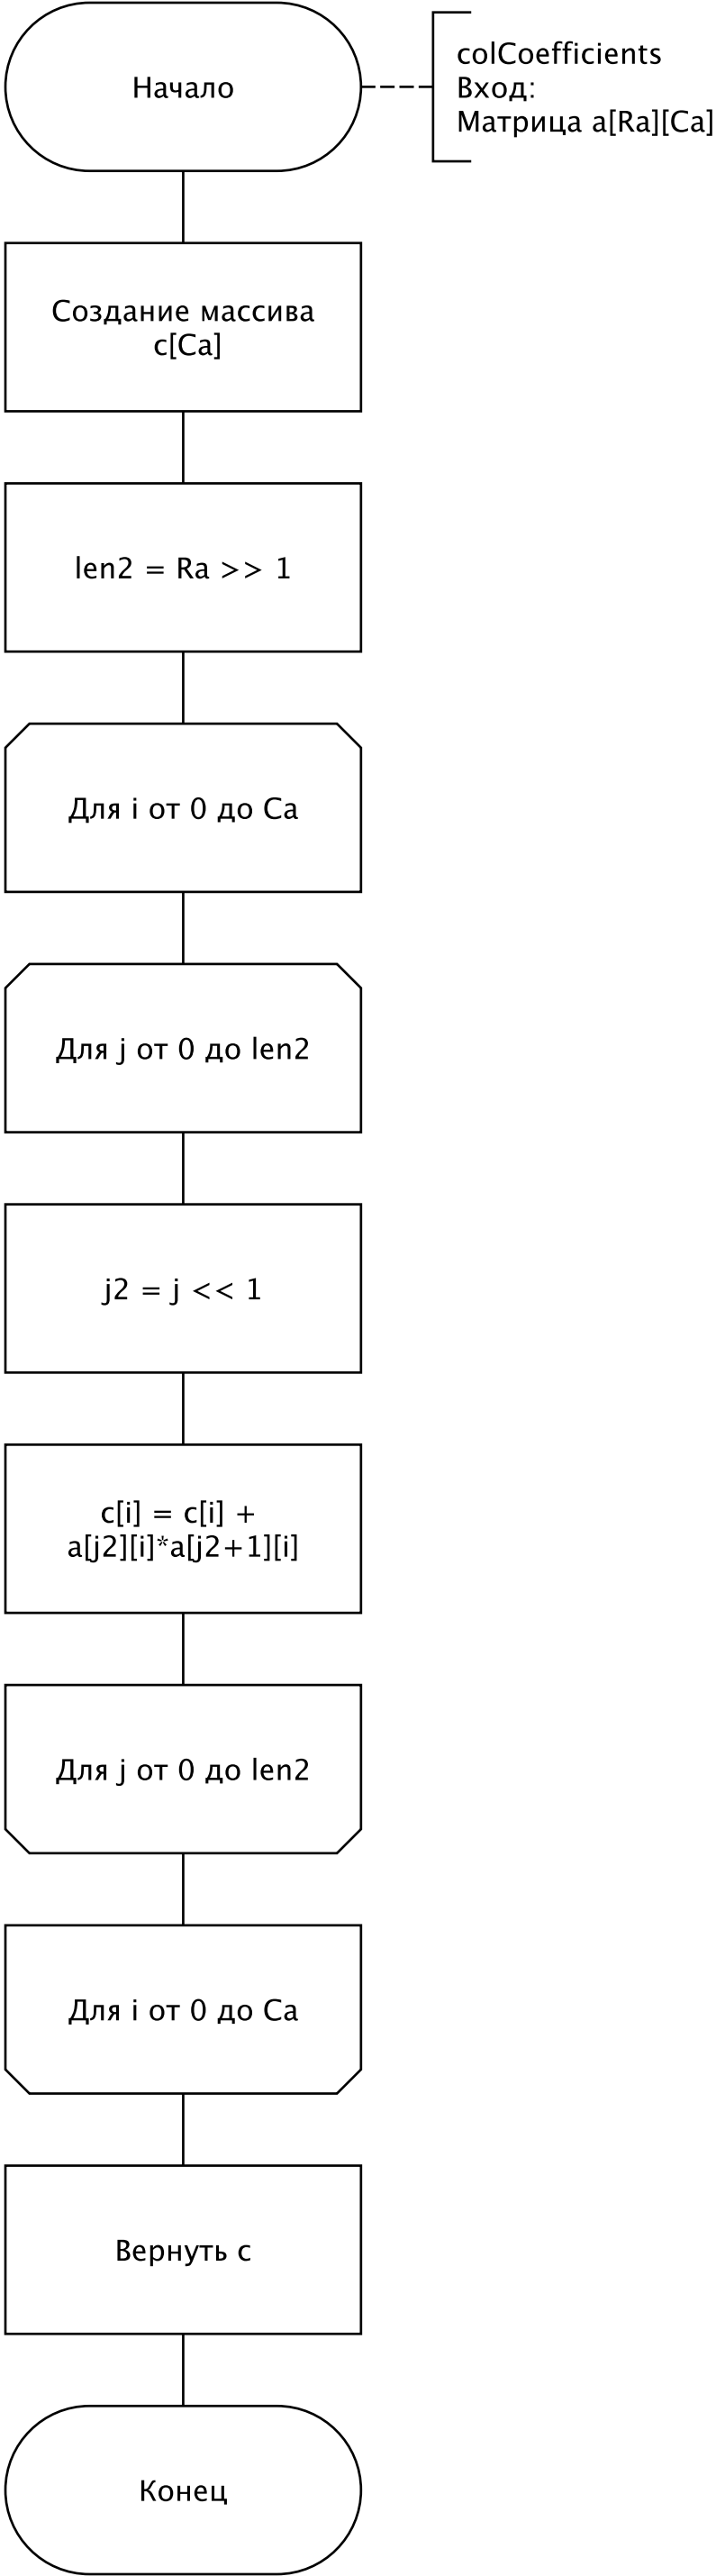 Начало
colCoefficients
Вход:
Матрица a[Ra][Ca]
Создание массива
c[Ca]
len2 = Ra >> 1
Для i от 0 до Ca
Для j от 0 до len2
j2 = j << 1
c[i] = c[i] +
a[j2][i]*a[j2+1][i]
Для j от 0 до len2
Для i от 0 до Ca
Вернуть c
Конец